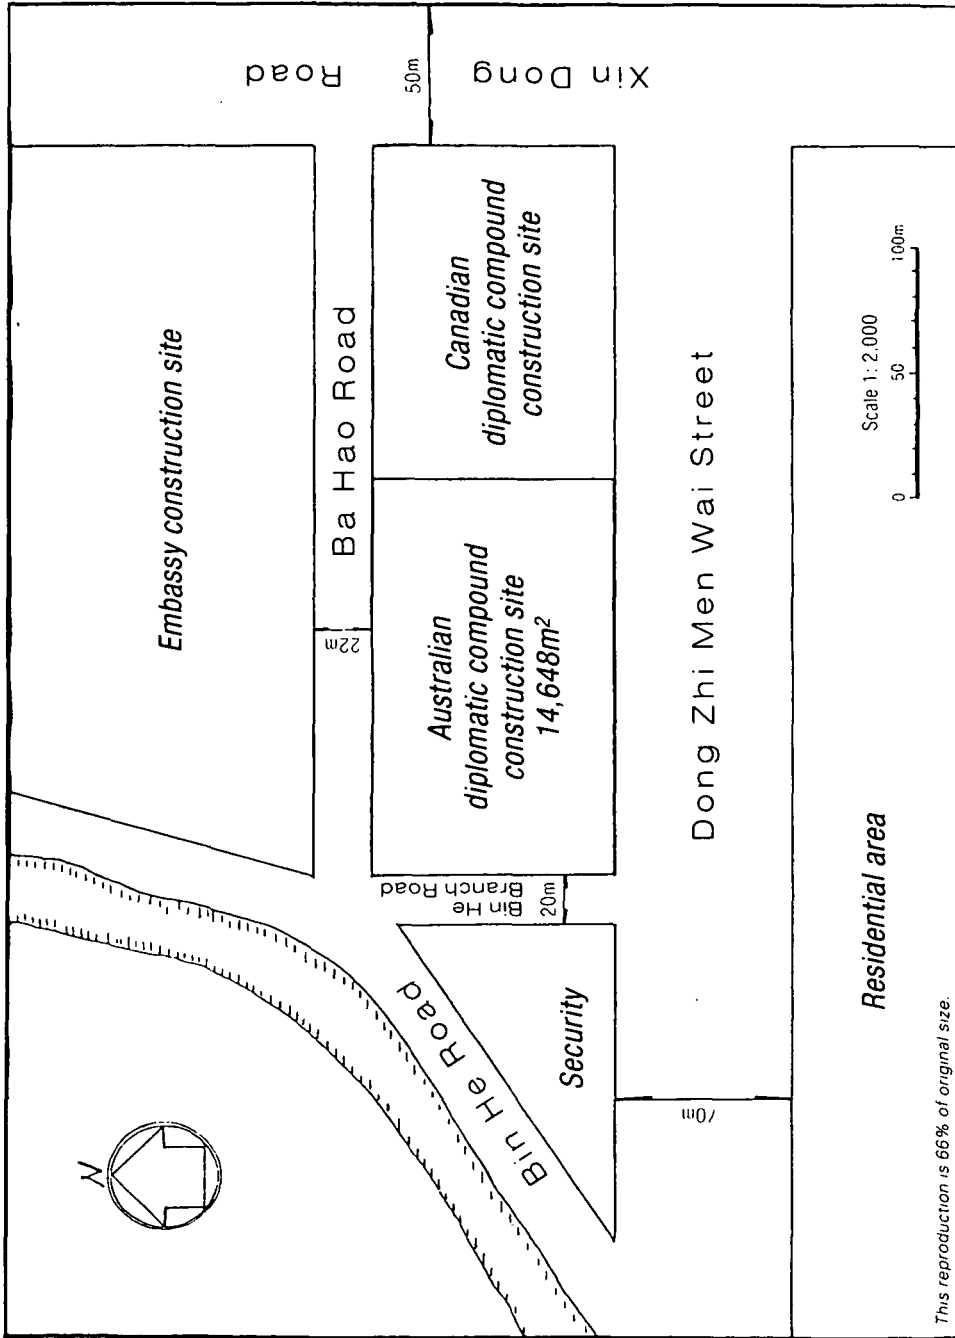 N
Embassy construction site
Road
50m
Xin Dong
Ba Hao Road
22m
Australian
diplomatic compound
construction site
14,648m²
Canadian
diplomatic compound
construction site
Bin He
Branch Road
20m
Bin He Road
Security
Dong Zhi Men Wai Street
70m
Residential area
Scale 1: 2.000
0 50 100m
This reproduction is 66% of original size.